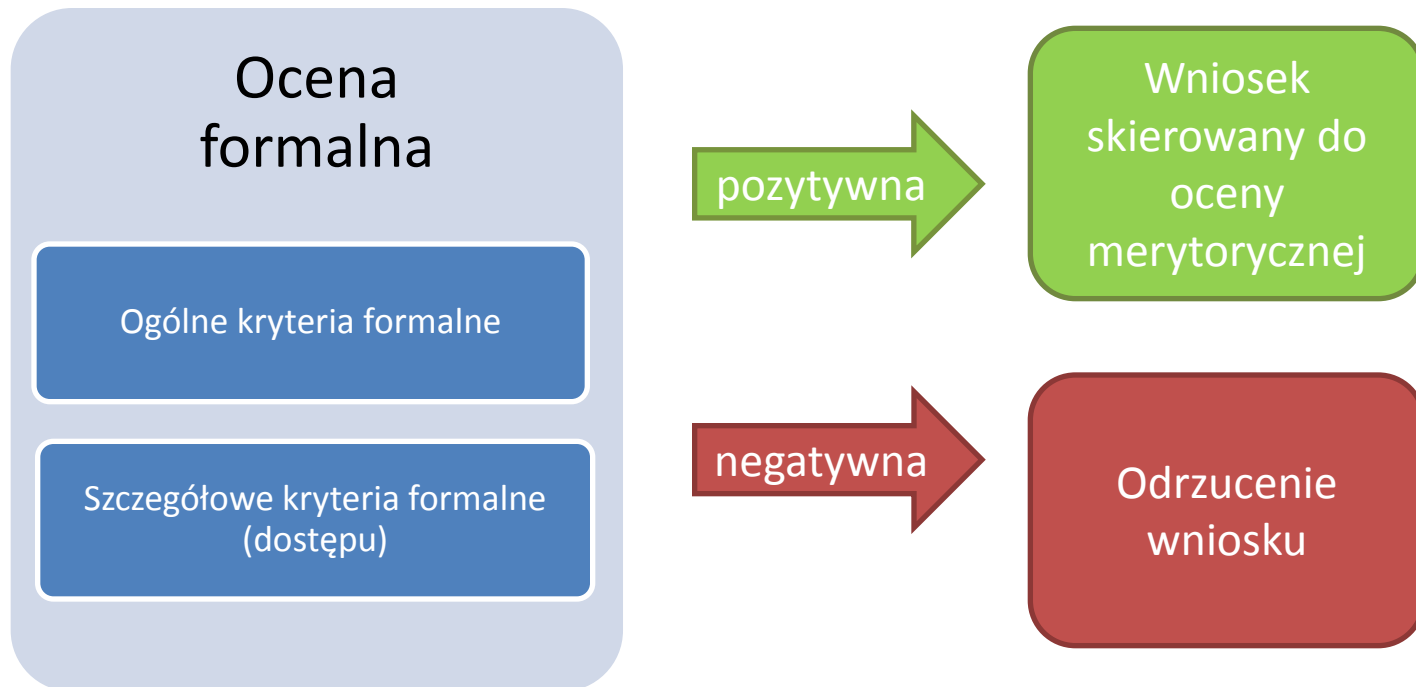 Ocena
formalna
Ogólne kryteria formalne
Szczegółowe kryteria formalne
(dostępu)
pozytywna
Wniosek
skierowany do
oceny
merytorycznej
negatywna
Odrzucenie
wniosku